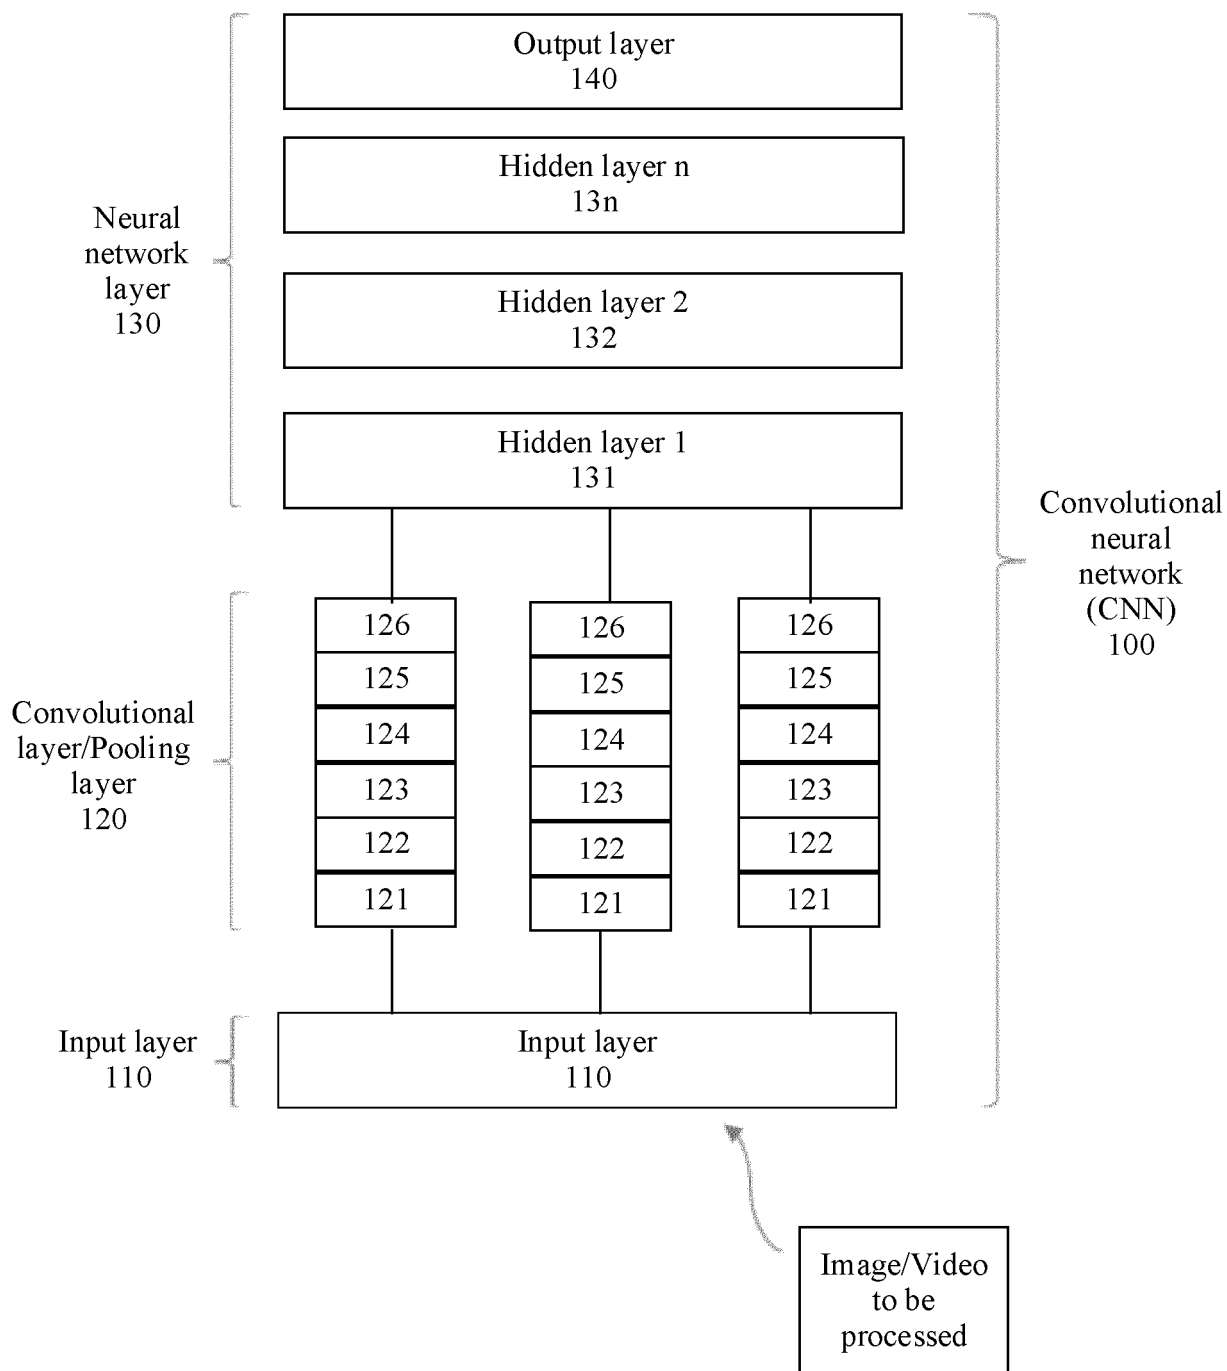 Output layer
140
Hidden layer n
13n
Neural
network
layer
130
Hidden layer 2
132
Hidden layer 1
131
Convolutional
neural
network
(CNN)
100
126 126 126
125 125 125
124 124 124
123 123 123
122 122 122
121 121 121
Convolutional
layer/Pooling
layer
120
Input layer
110
Input layer
110
Image/Video
to be
processed